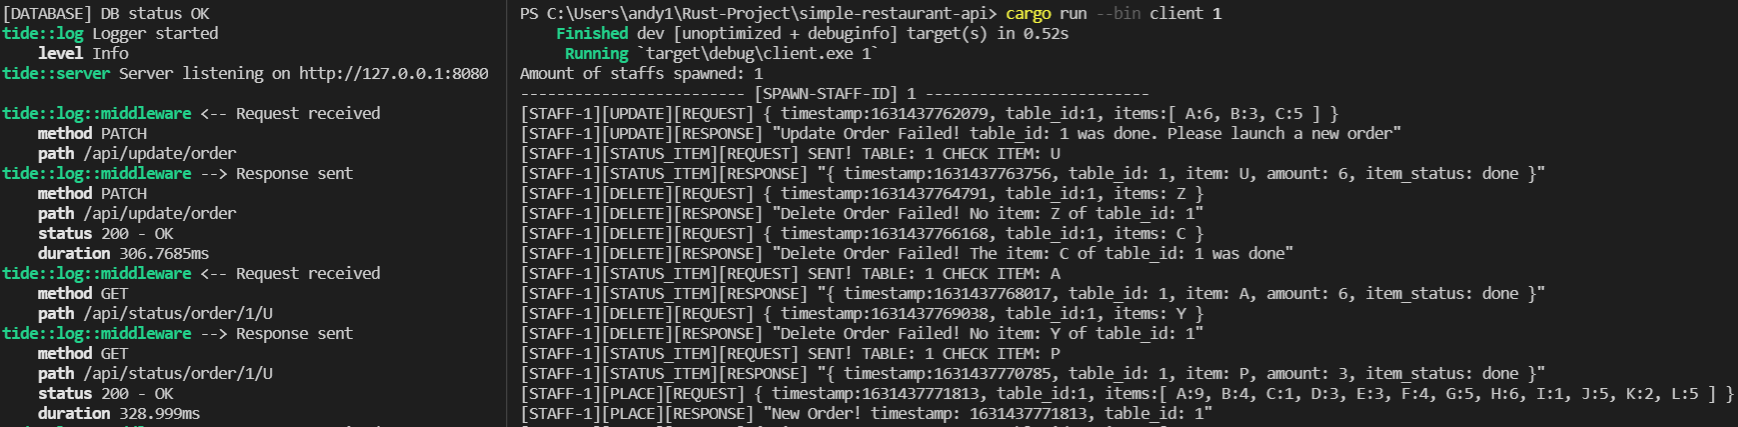 [DATABASE] DB status OK
tide::log Logger started
    level Info
tide::server Server listening on http://127.0.0.1:8080

tide::log::middleware <-- Request received
    method PATCH
    path /api/update/order
tide::log::middleware --> Response sent
    method PATCH
    path /api/update/order
    status 200 - OK
    duration 306.7685ms
tide::log::middleware <-- Request received
    method GET
    path /api/status/order/1/U
tide::log::middleware --> Response sent
    method GET
    path /api/status/order/1/U
    status 200 - OK
    duration 328.999ms
PS C:\Users\andy1\Rust-Project\simple-restaurant-api> cargo run --bin client 1
    Finished dev [unoptimized + debuginfo] target(s) in 0.52s
     Running `target\debug\client.exe 1`
Amount of staffs spawned: 1
------------------------- [SPAWN-STAFF-ID] 1 -------------------------
[STAFF-1][UPDATE][REQUEST] { timestamp:1631437762079, table_id:1, items:[ A:6, B:3, C:5 ] }
[STAFF-1][UPDATE][RESPONSE] "Update Order Failed! table_id: 1 was done. Please launch a new order"
[STAFF-1][STATUS_ITEM][REQUEST] SENT! TABLE: 1 CHECK ITEM: U
[STAFF-1][STATUS_ITEM][RESPONSE] "{ timestamp:1631437763756, table_id: 1, item: U, amount: 6, item_status: done }"
[STAFF-1][DELETE][REQUEST] { timestamp:1631437764791, table_id:1, items: Z }
[STAFF-1][DELETE][RESPONSE] "Delete Order Failed! No item: Z of table_id: 1"
[STAFF-1][DELETE][REQUEST] { timestamp:1631437766168, table_id:1, items: C }
[STAFF-1][DELETE][RESPONSE] "Delete Order Failed! The item: C of table_id: 1 was done"
[STAFF-1][STATUS_ITEM][REQUEST] SENT! TABLE: 1 CHECK ITEM: A
[STAFF-1][STATUS_ITEM][RESPONSE] "{ timestamp:1631437768017, table_id: 1, item: A, amount: 6, item_status: done }"
[STAFF-1][DELETE][REQUEST] { timestamp:1631437769038, table_id:1, items: Y }
[STAFF-1][DELETE][RESPONSE] "Delete Order Failed! No item: Y of table_id: 1"
[STAFF-1][STATUS_ITEM][REQUEST] SENT! TABLE: 1 CHECK ITEM: P
[STAFF-1][STATUS_ITEM][RESPONSE] "{ timestamp:1631437770785, table_id: 1, item: P, amount: 3, item_status: done }"
[STAFF-1][PLACE][REQUEST] { timestamp:1631437771813, table_id:1, items:[ A:9, B:4, C:1, D:3, E:3, F:4, G:5, H:6, I:1, J:5, K:2, L:5 ] }
[STAFF-1][PLACE][RESPONSE] "New Order! timestamp: 1631437771813, table_id: 1"